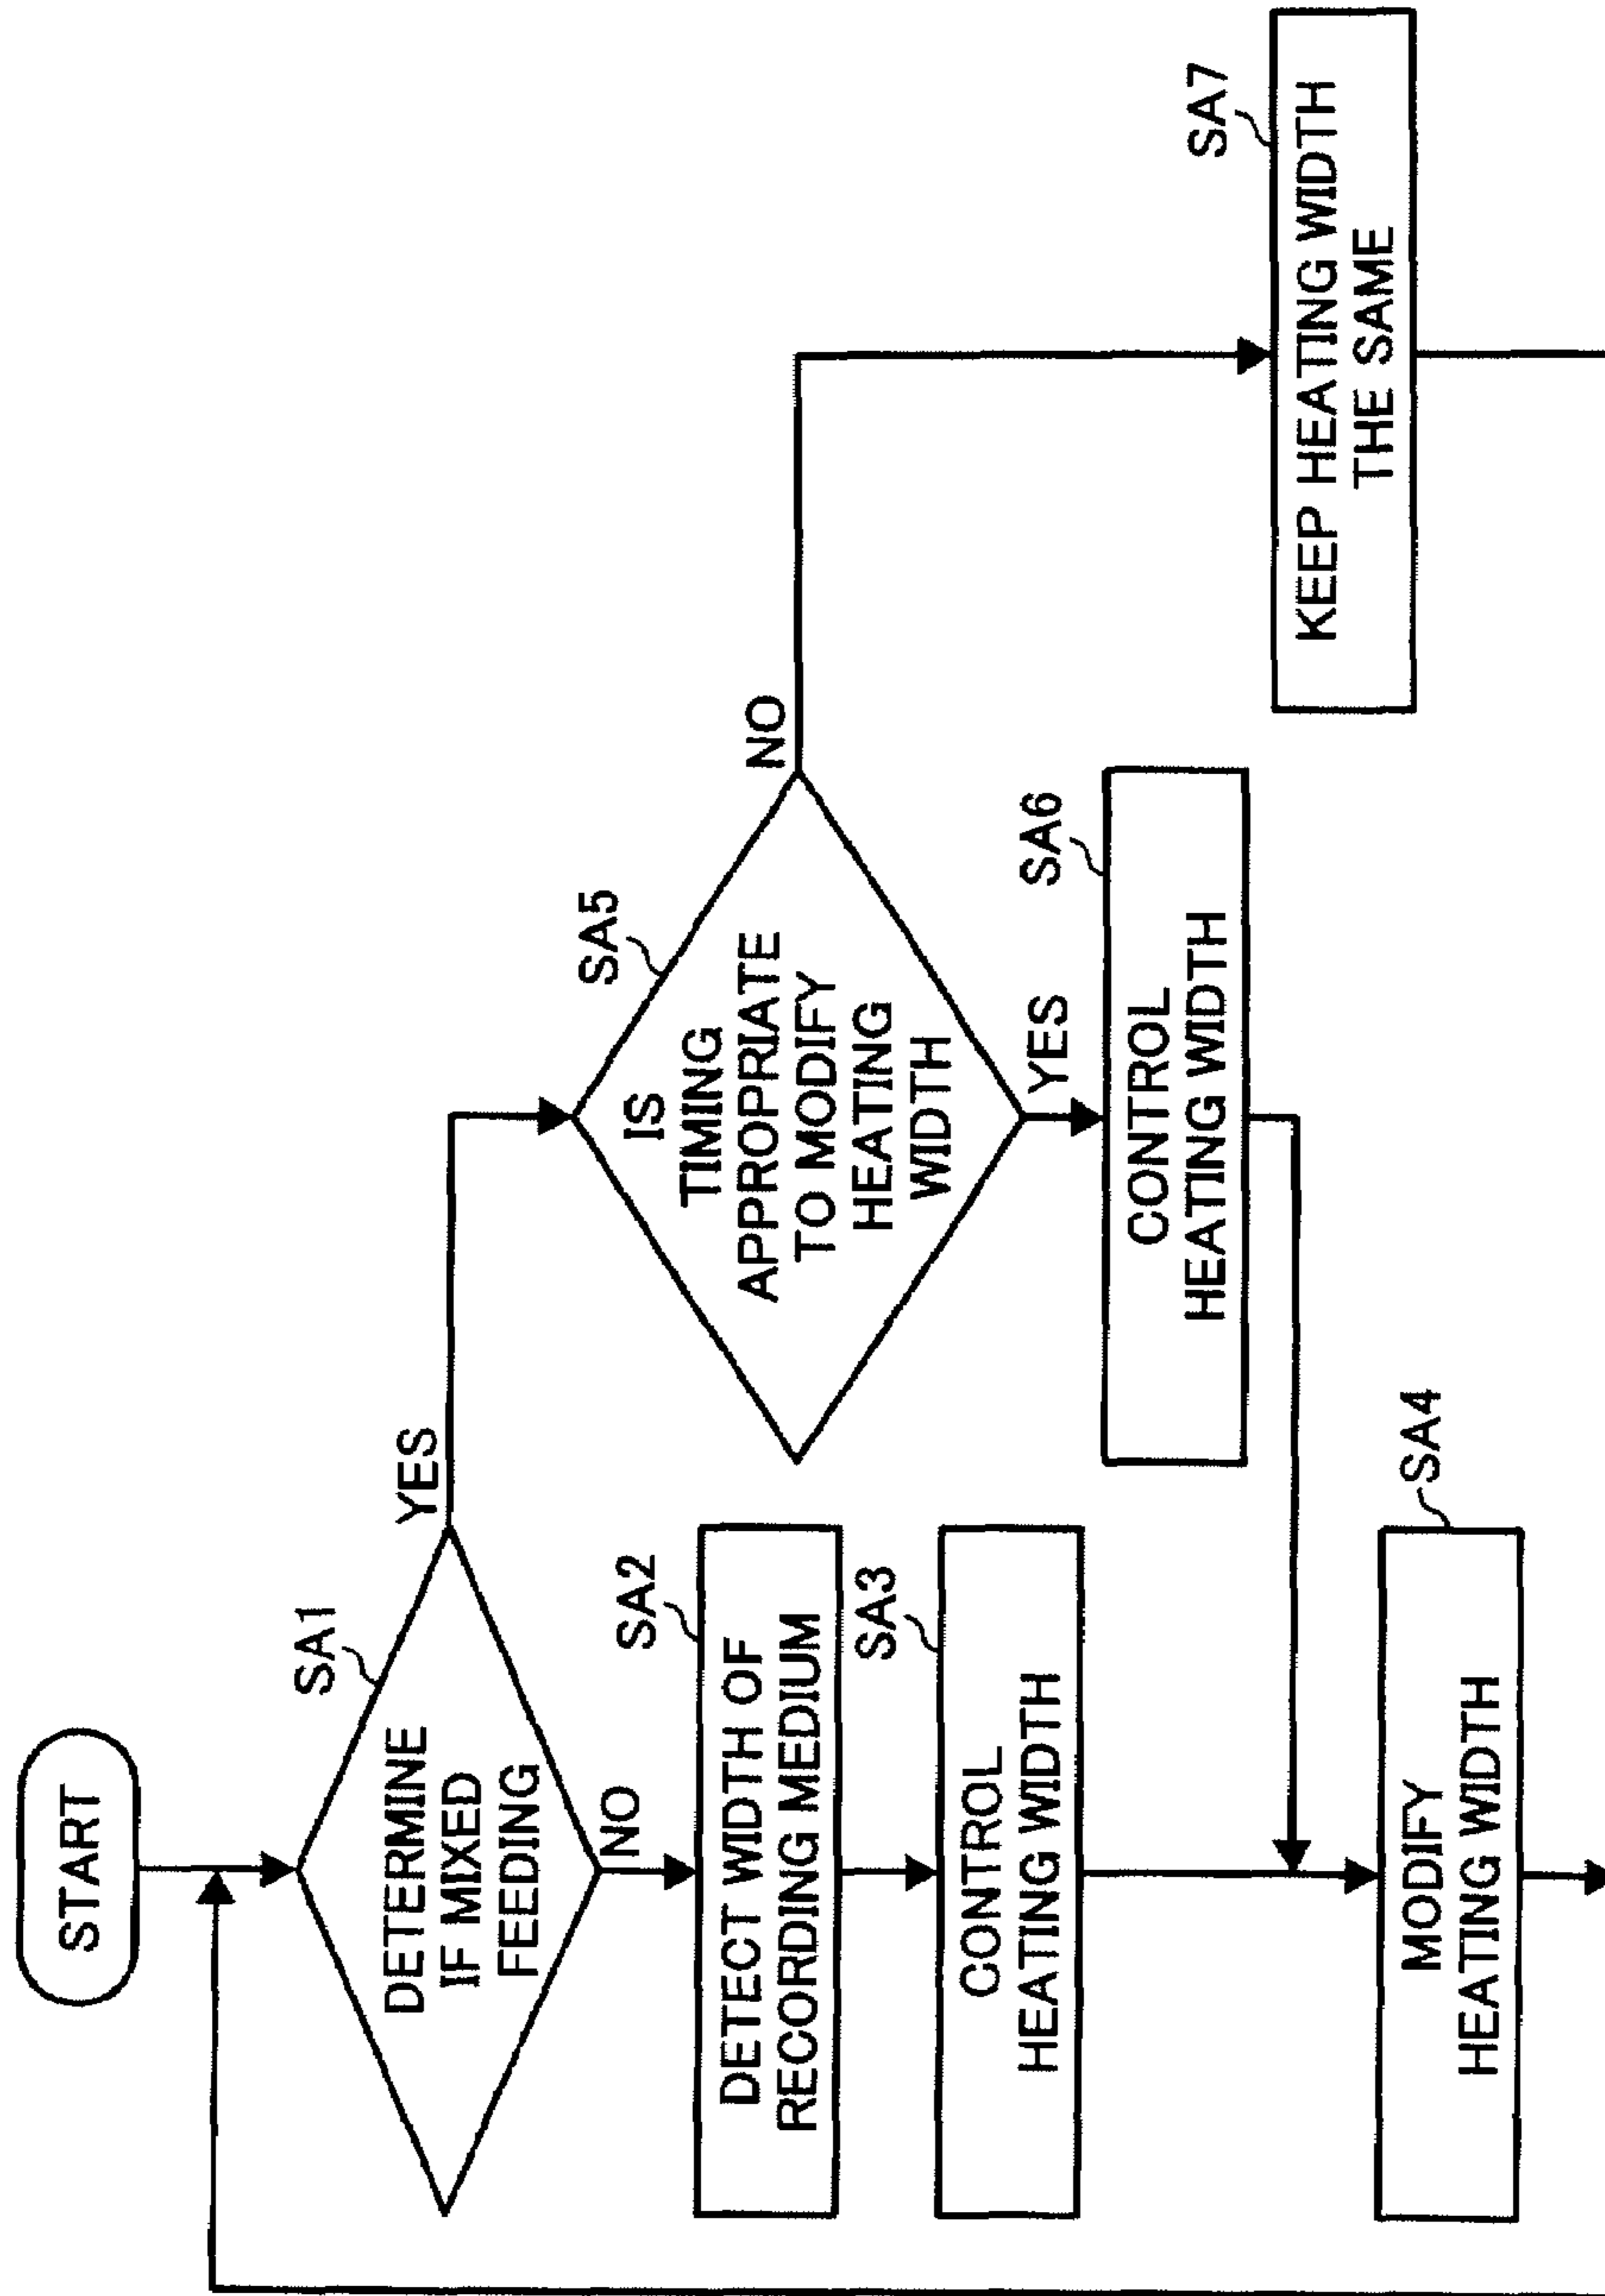 START
SA1
DETERMINE
IF MIXED
FEEDING
YES
NO
SA2
DETECT WIDTH OF
RECORDING MEDIUM
SA3
CONTROL
HEATING WIDTH
SA4
MODIFY
HEATING WIDTH
SA5
IS
TIMING
APPROPRIATE
TO MODIFY
HEATING
WIDTH
NO
YES
SA6
CONTROL
HEATING WIDTH
SA7
KEEP HEATING WIDTH
THE SAME